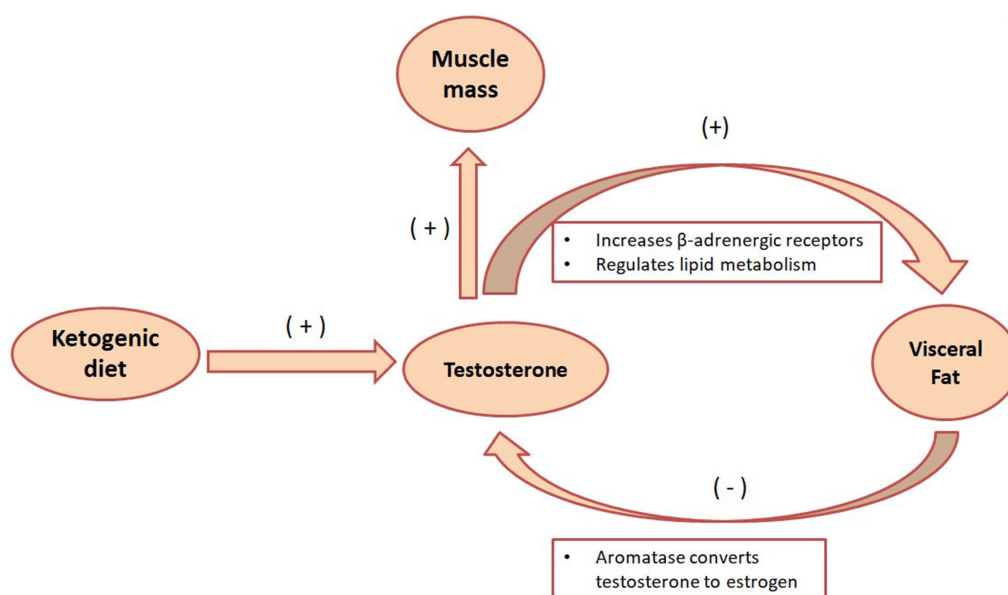 Muscle
mass
(+)
( + )
• Increases β-adrenergic receptors
• Regulates lipid metabolism
( + )
Ketogenic
diet
Testosterone
Visceral
Fat
( - )
• Aromatase converts
testosterone to estrogen